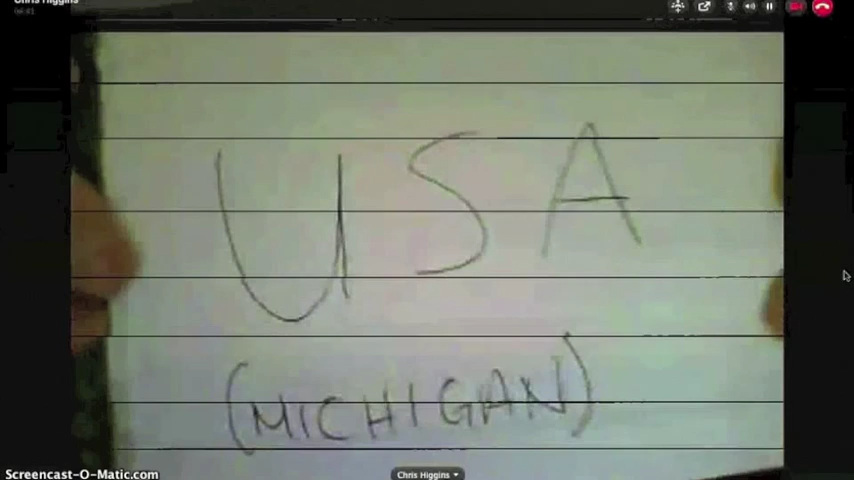 Chris Higgins
USA
(MICHIGAN)
Chris Higgins
Screencast-O-Matic.com